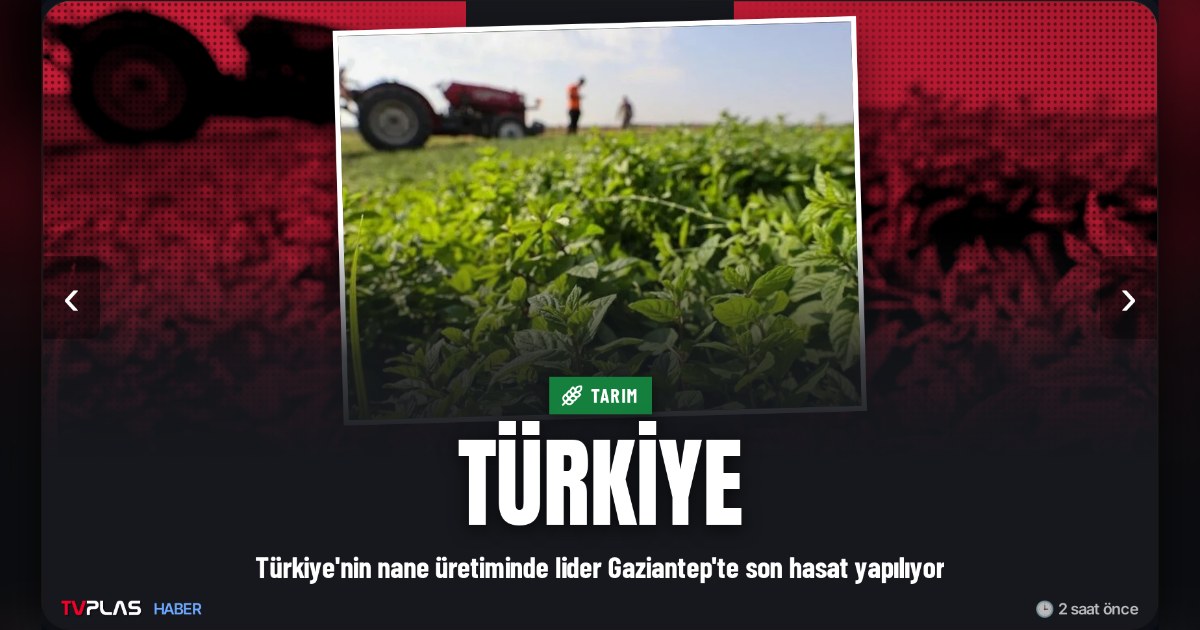 TARIM
TÜRKİYE
Türkiye'nin nane üretiminde lider Gaziantep'te son hasat yapılıyor
TVPLAS HABER
2 saat önce